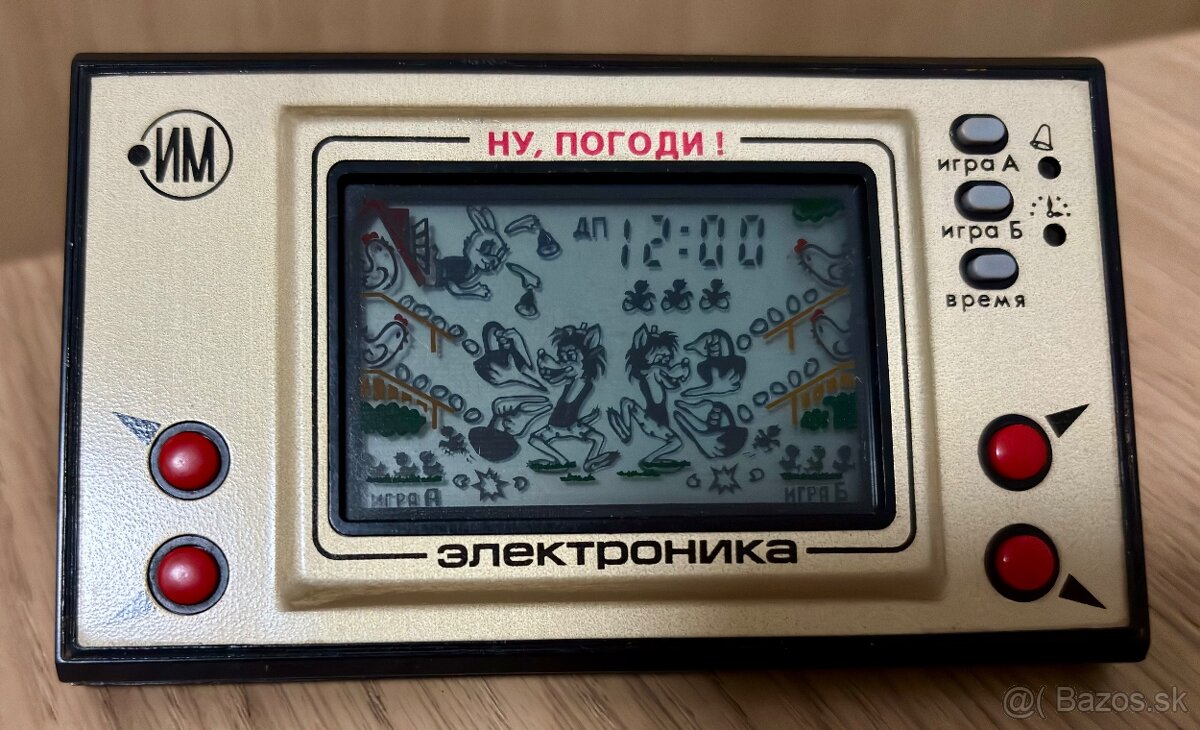 ИМ
НУ, ПОГОДИ !
игра А
игра Б
время
ДП 12:00
ИГРА А
ИГРА Б
электроника
@( Bazos.sk